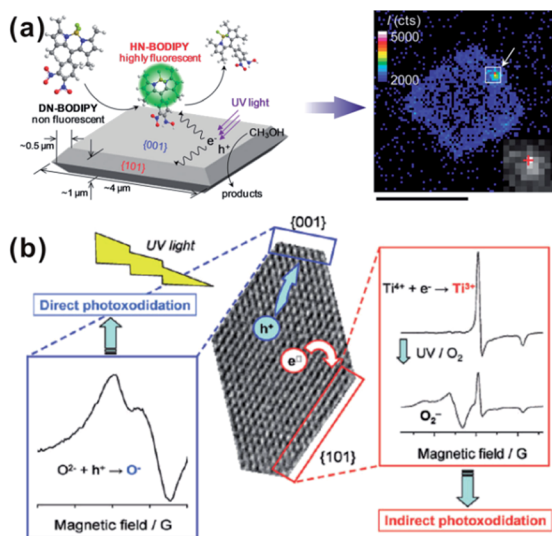 (a)
HN-BODIPY
highly fluorescent
DN-BODIPY
non fluorescent
UV light
{001}
e-
h+
CH3OH
~0.5 μm
{101}
~1 μm
~4 μm
products
I (cts)
5000
2000
(b)
UV light
{001}
Direct photoxodidation
h+
e□
Ti4+ + e- → Ti3+
UV / O2
O2-
O2- + h+ → O-
{101}
Magnetic field / G
Magnetic field / G
Indirect photoxodidation